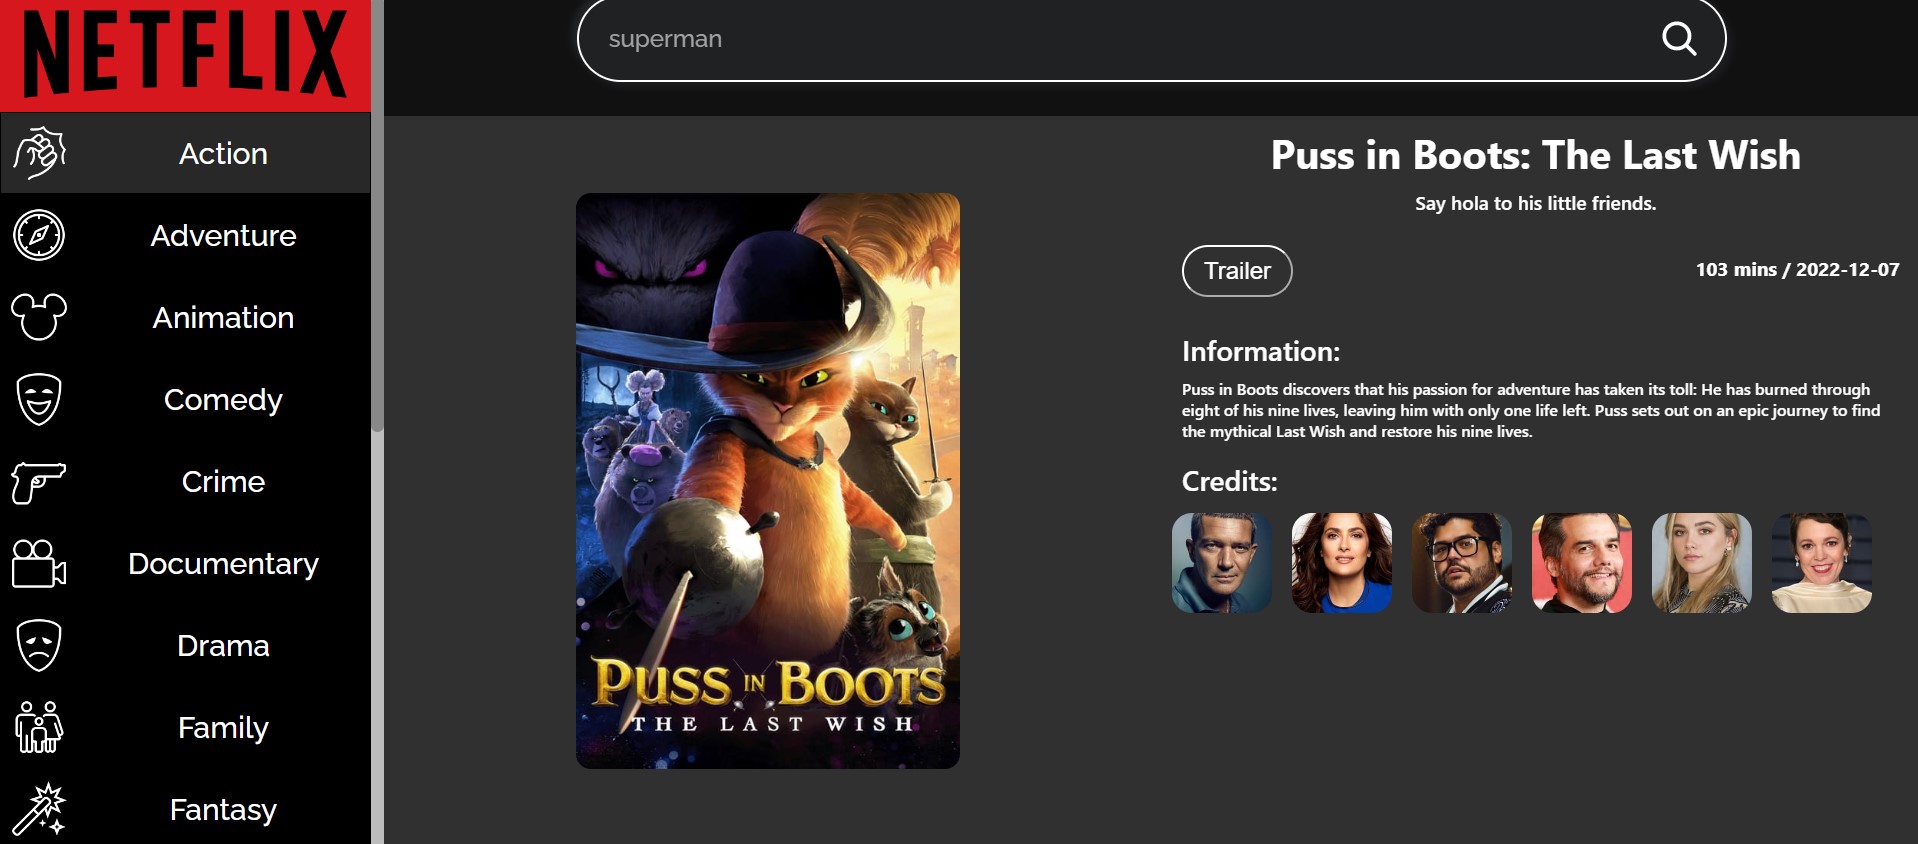 NETFLIX
superman
Action
Adventure
Animation
Comedy
Crime
Documentary
Drama
Family
Fantasy
PUSS IN BOOTS
THE LAST WISH
Puss in Boots: The Last Wish
Say hola to his little friends.
Trailer
103 mins / 2022-12-07
Information:
Puss in Boots discovers that his passion for adventure has taken its toll: He has burned through
eight of his nine lives, leaving him with only one life left. Puss sets out on an epic journey to find
the mythical Last Wish and restore his nine lives.
Credits: